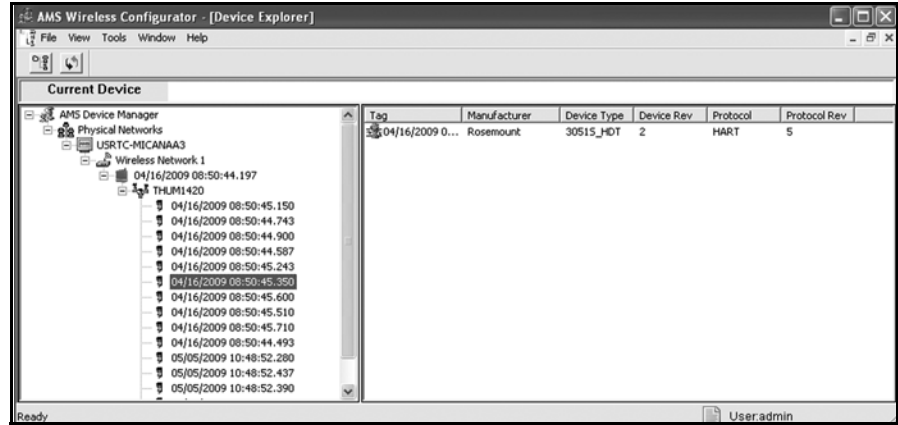 AMS Wireless Configurator - [Device Explorer]
File View Tools Window Help
Current Device
AMS Device Manager
Physical Networks
USRTC-MICANAA3
Wireless Network 1
04/16/2009 08:50:44.197
THUM1420
04/16/2009 08:50:45.150
04/16/2009 08:50:44.743
04/16/2009 08:50:44.900
04/16/2009 08:50:44.587
04/16/2009 08:50:45.243
04/16/2009 08:50:45.350
04/16/2009 08:50:45.600
04/16/2009 08:50:45.510
04/16/2009 08:50:45.710
04/16/2009 08:50:44.493
05/05/2009 10:48:52.280
05/05/2009 10:48:52.437
05/05/2009 10:48:52.390
Tag Manufacturer Device Type Device Rev Protocol Protocol Rev
04/16/2009 0... Rosemount 3051S_HDT 2 HART 5
Ready User:admin